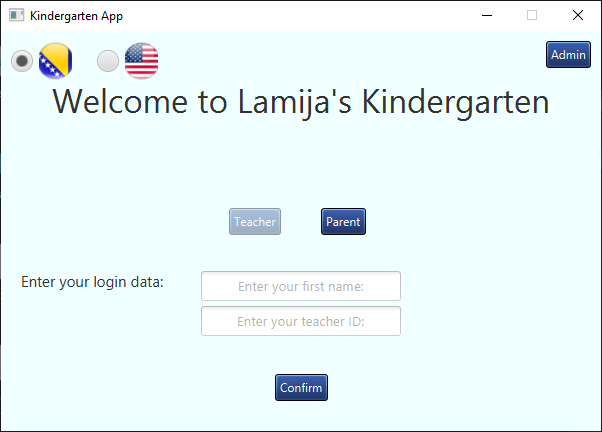 Kindergarten App
Admin
Welcome to Lamija's Kindergarten
Teacher
Parent
Enter your login data:
Enter your first name:
Enter your teacher ID:
Confirm